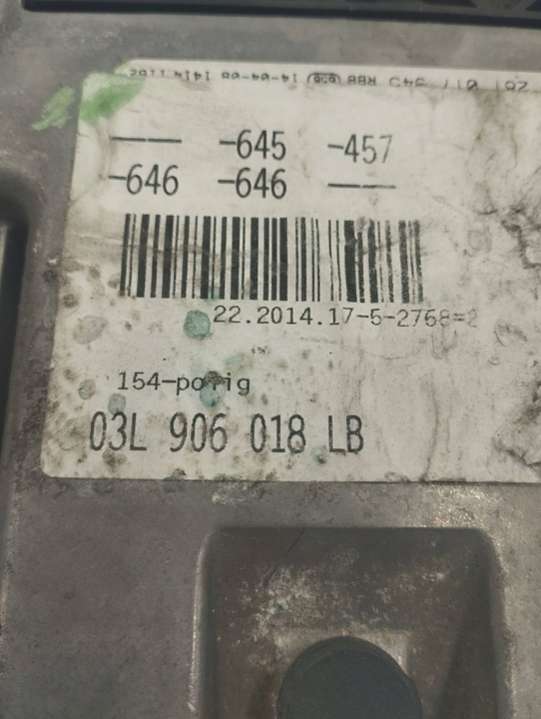 --- -645 -457
-646 -646 ---
22.2014.17-5-2768=2
154-polig
03L 906 018 LB